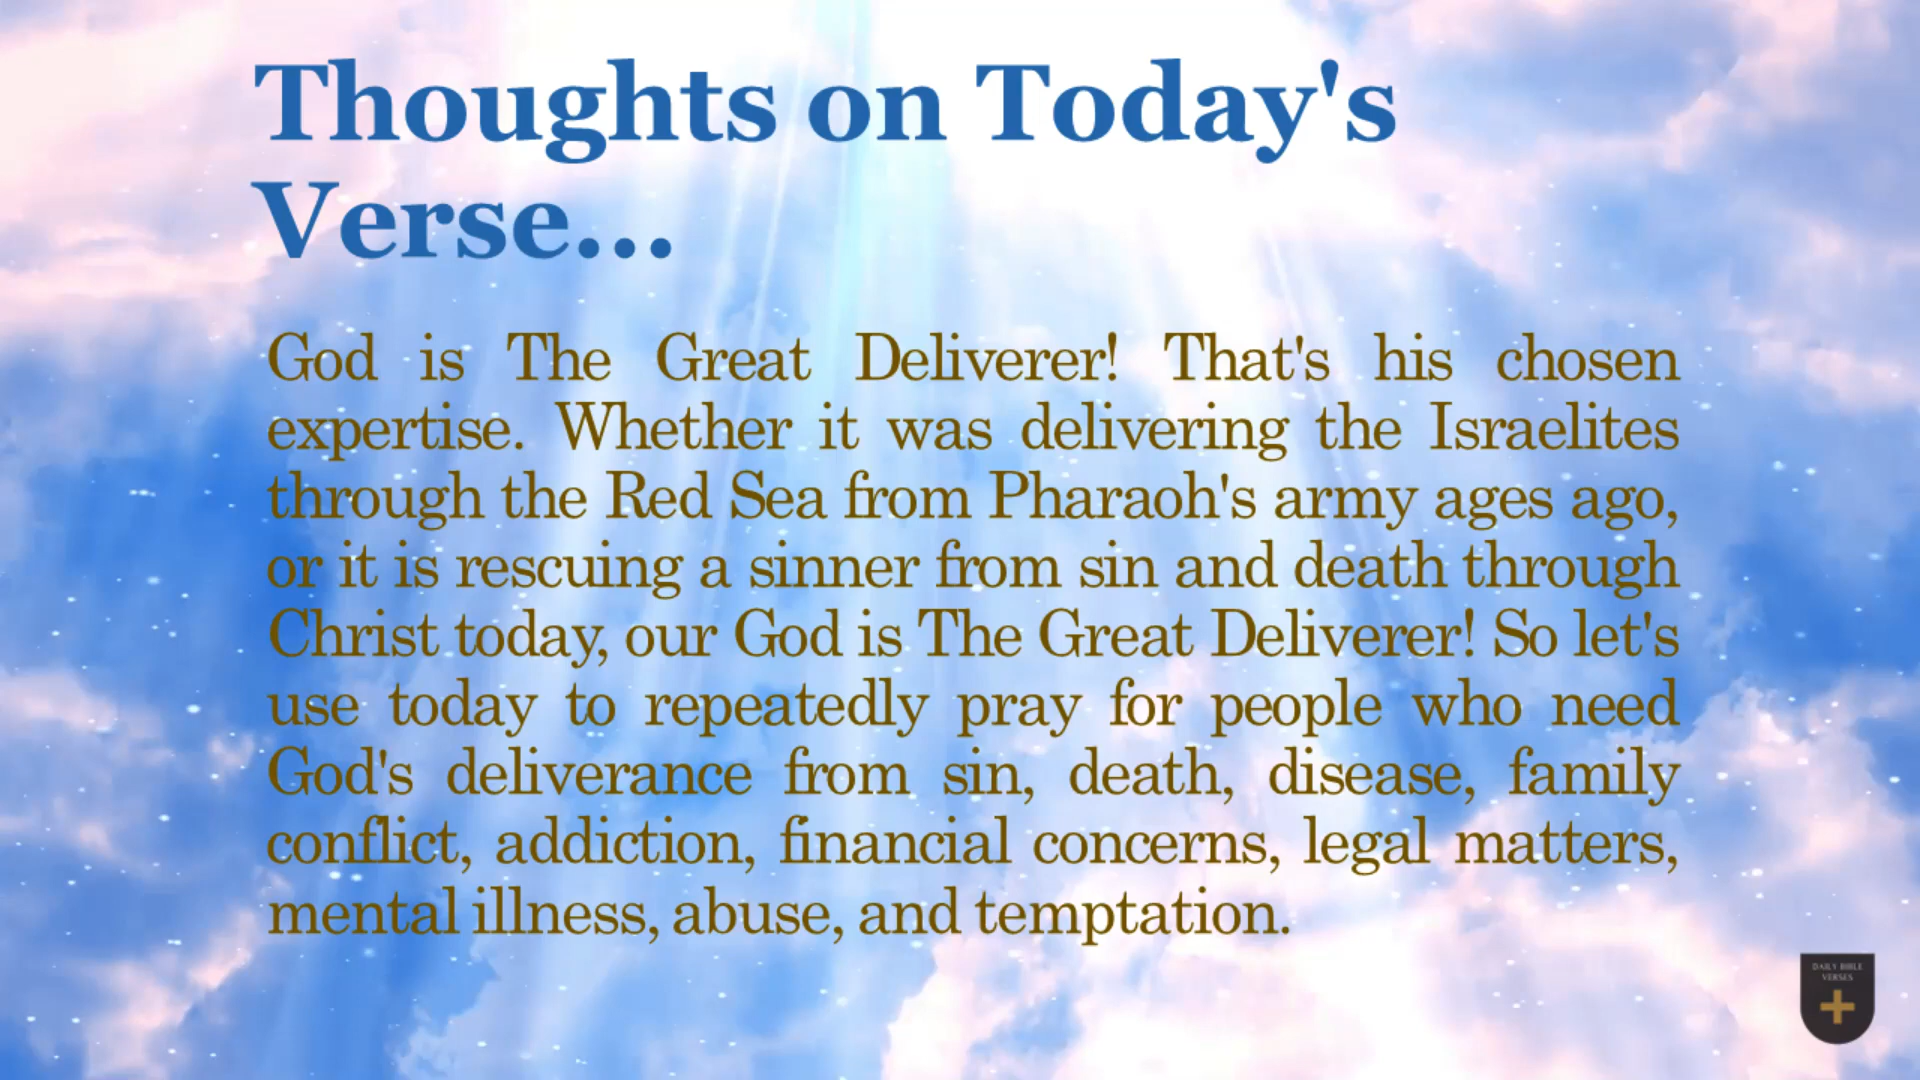 Thoughts on Today's
Verse...
God is The Great Deliverer! That's his chosen
expertise. Whether it was delivering the Israelites
through the Red Sea from Pharaoh's army ages ago,
or it is rescuing a sinner from sin and death through
Christ today, our God is The Great Deliverer! So let's
use today to repeatedly pray for people who need
God's deliverance from sin, death, disease, family
conflict, addiction, financial concerns, legal matters,
mental illness, abuse, and temptation.
DAILY BIBLE
VERSES